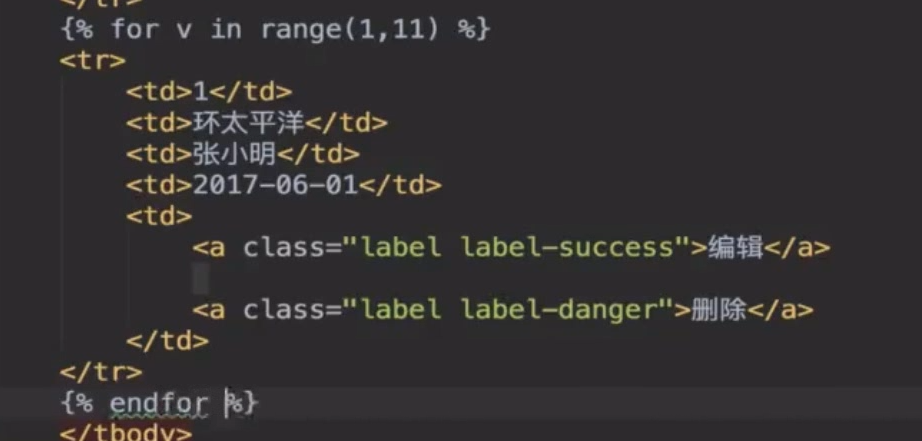 </tr>
{% for v in range(1,11) %}
<tr>
<td>1</td>
<td>环太平洋</td>
<td>张小明</td>
<td>2017-06-01</td>
<td>
<a class="label label-success">编辑</a>
<a class="label label-danger">删除</a>
</td>
</tr>
{% endfor %}
</tbody>